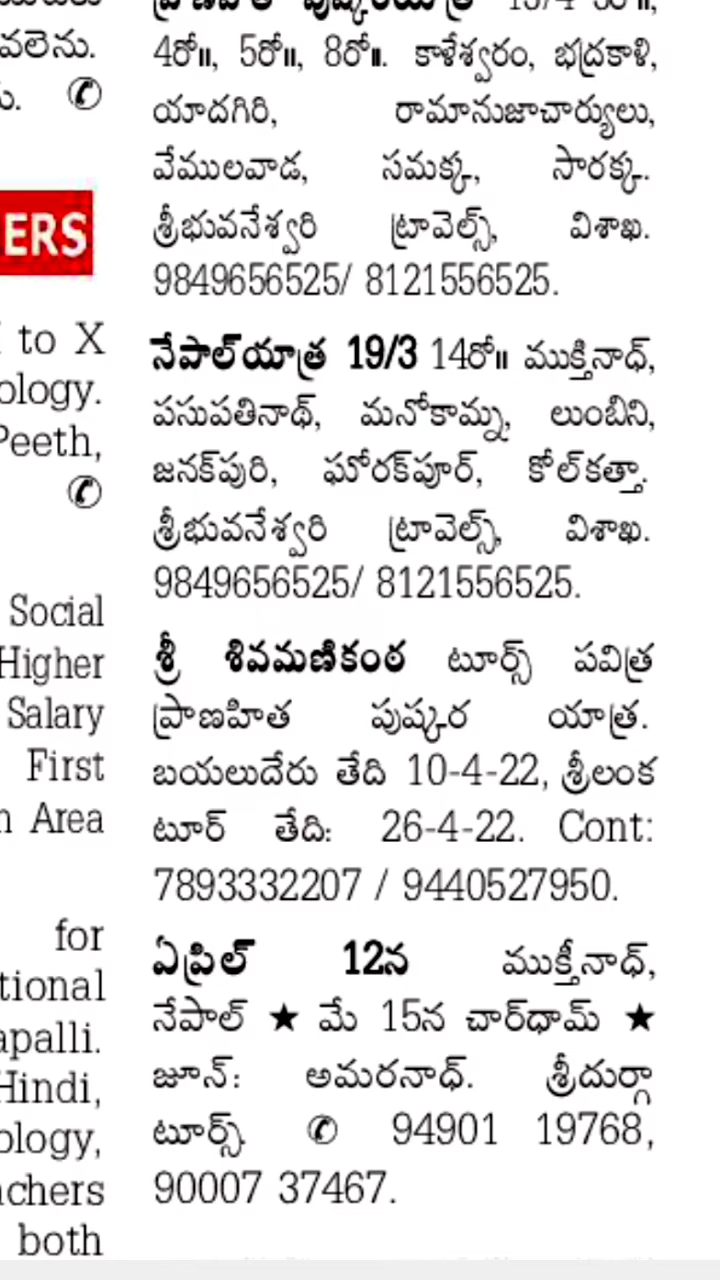 వలెను.
✆
ERS
to X
ology.
Peeth,
✆
Social
Higher
Salary
First
Area
for
tional
apalli.
Hindi,
ology,
achers
both
4రో॥, 5రో॥, 8రో॥. కాళేశ్వరం, భద్రకాళి,
యాదగిరి, రామానుజాచార్యులు,
వేములవాడ, సమక్క, సారక్క.
శ్రీభువనేశ్వరి ట్రావెల్స్, విశాఖ.
9849656525/ 8121556525.
నేపాల్‌యాత్ర 19/3 14రో॥ ముక్తినాధ్,
పసుపతినాథ్, మనోకామ్న, లుంబిని,
జనక్‌పురి, ఘోరక్‌పూర్, కోల్‌కత్తా.
శ్రీభువనేశ్వరి ట్రావెల్స్, విశాఖ.
9849656525/ 8121556525.
శ్రీ శివమణికంఠ టూర్స్ పవిత్ర
ప్రాణహిత పుష్కర యాత్ర.
బయలుదేరు తేది 10-4-22, శ్రీలంక
టూర్ తేది: 26-4-22. Cont:
7893332207 / 9440527950.
ఏప్రిల్ 12న ముక్తీనాధ్,
నేపాల్ ★ మే 15న చార్‌ధామ్ ★
జూన్: అమరనాధ్. శ్రీదుర్గా
టూర్స్. ✆ 94901 19768,
90007 37467.